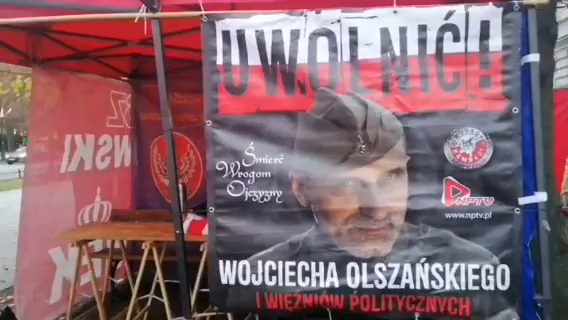 UWOLNIĆ!
Śmierć
Wrogom
Ojczyzny
NPTV
www.nptv.pl
WOJCIECHA OLSZAŃSKIEGO
I WIĘŹNIÓW POLITYCZNYCH